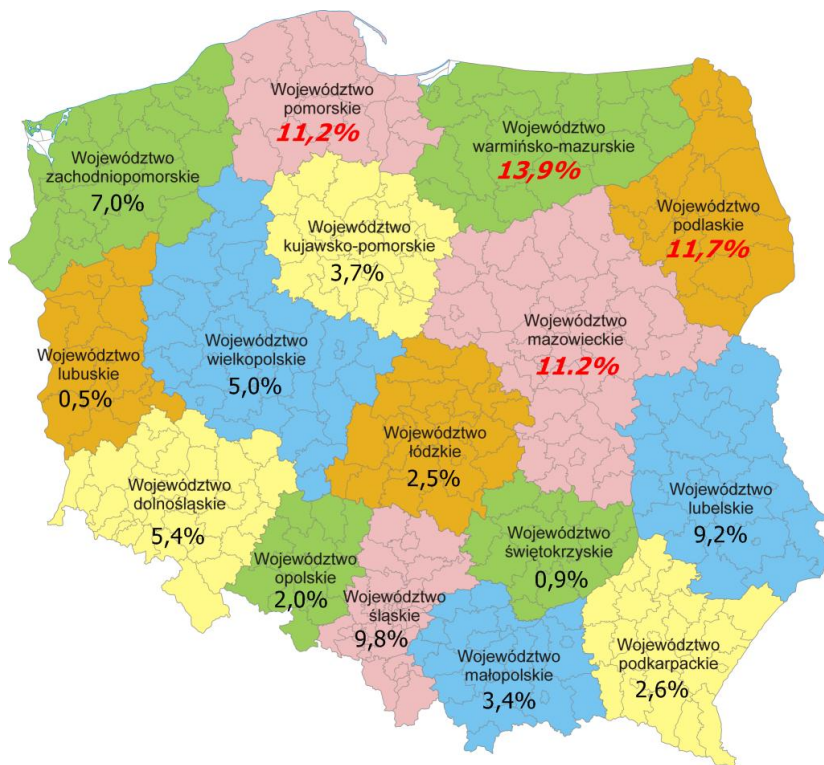 Województwo
pomorskie
11,2%
Województwo
warmińsko-mazurskie
13,9%
Województwo
zachodniopomorskie
7,0%
Województwo
podlaskie
11,7%
Województwo
kujawsko-pomorskie
3,7%
Województwo
mazowieckie
11.2%
Województwo
wielkopolskie
5,0%
Województwo
lubuskie
0,5%
Województwo
łódzkie
2,5%
Województwo
dolnośląskie
5,4%
Województwo
lubelskie
9,2%
Województwo
opolskie
2,0%
Województwo
świętokrzyskie
0,9%
Województwo
śląskie
9,8%
Województwo
małopolskie
3,4%
Województwo
podkarpackie
2,6%